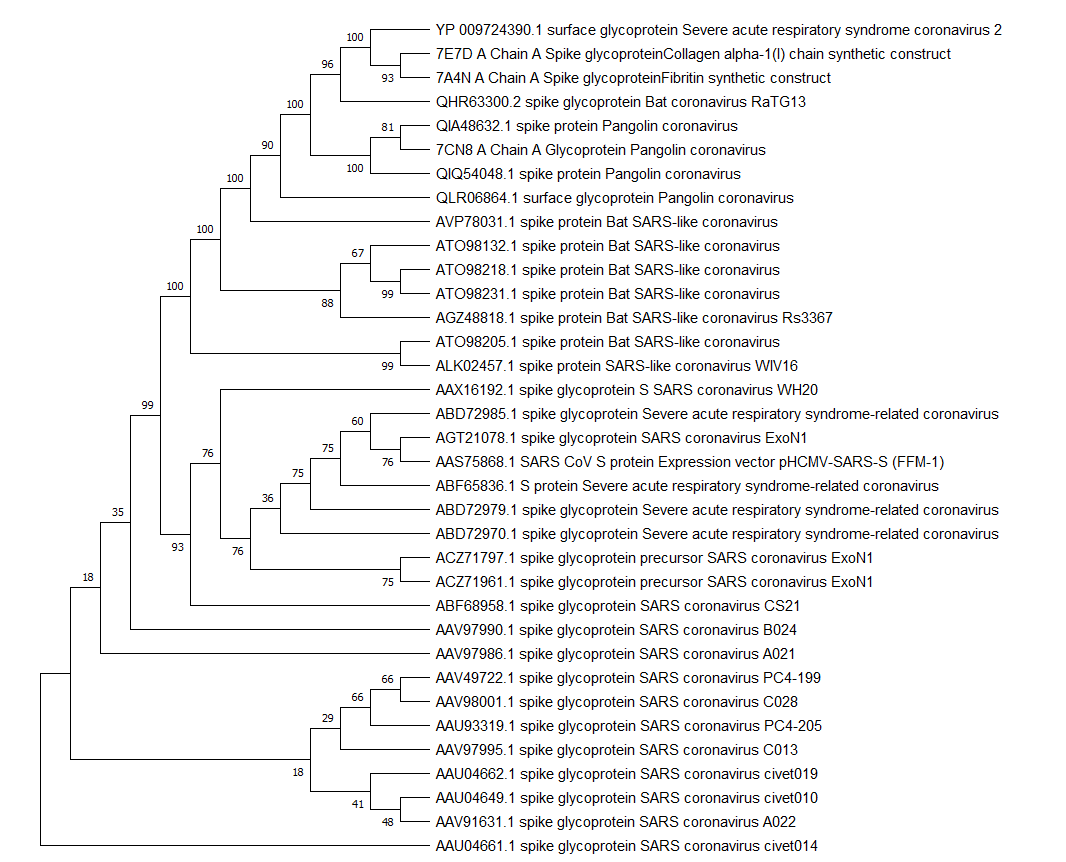 YP 009724390.1 surface glycoprotein Severe acute respiratory syndrome coronavirus 2
100
7E7D A Chain A Spike glycoproteinCollagen alpha-1(I) chain synthetic construct
96
93
7A4N A Chain A Spike glycoproteinFibritin synthetic construct
100
QHR63300.2 spike glycoprotein Bat coronavirus RaTG13
81
QIA48632.1 spike protein Pangolin coronavirus
90
7CN8 A Chain A Glycoprotein Pangolin coronavirus
100
QIQ54048.1 spike protein Pangolin coronavirus
100
QLR06864.1 surface glycoprotein Pangolin coronavirus
100
AVP78031.1 spike protein Bat SARS-like coronavirus
67
ATO98132.1 spike protein Bat SARS-like coronavirus
ATO98218.1 spike protein Bat SARS-like coronavirus
100
99
ATO98231.1 spike protein Bat SARS-like coronavirus
88
AGZ48818.1 spike protein Bat SARS-like coronavirus Rs3367
ATO98205.1 spike protein Bat SARS-like coronavirus
99
ALK02457.1 spike protein SARS-like coronavirus WIV16
AAX16192.1 spike glycoprotein S SARS coronavirus WH20
99
60
ABD72985.1 spike glycoprotein Severe acute respiratory syndrome-related coronavirus
76
75
AGT21078.1 spike glycoprotein SARS coronavirus ExoN1
76
AAS75868.1 SARS CoV S protein Expression vector pHCMV-SARS-S (FFM-1)
75
ABF65836.1 S protein Severe acute respiratory syndrome-related coronavirus
35
36
ABD72979.1 spike glycoprotein Severe acute respiratory syndrome-related coronavirus
93
76
ABD72970.1 spike glycoprotein Severe acute respiratory syndrome-related coronavirus
ACZ71797.1 spike glycoprotein precursor SARS coronavirus ExoN1
18
75
ACZ71961.1 spike glycoprotein precursor SARS coronavirus ExoN1
ABF68958.1 spike glycoprotein SARS coronavirus CS21
AAV97990.1 spike glycoprotein SARS coronavirus B024
AAV97986.1 spike glycoprotein SARS coronavirus A021
66
AAV49722.1 spike glycoprotein SARS coronavirus PC4-199
66
AAV98001.1 spike glycoprotein SARS coronavirus C028
29
AAU93319.1 spike glycoprotein SARS coronavirus PC4-205
AAV97995.1 spike glycoprotein SARS coronavirus C013
18
AAU04662.1 spike glycoprotein SARS coronavirus civet019
41
AAU04649.1 spike glycoprotein SARS coronavirus civet010
48
AAV91631.1 spike glycoprotein SARS coronavirus A022
AAU04661.1 spike glycoprotein SARS coronavirus civet014